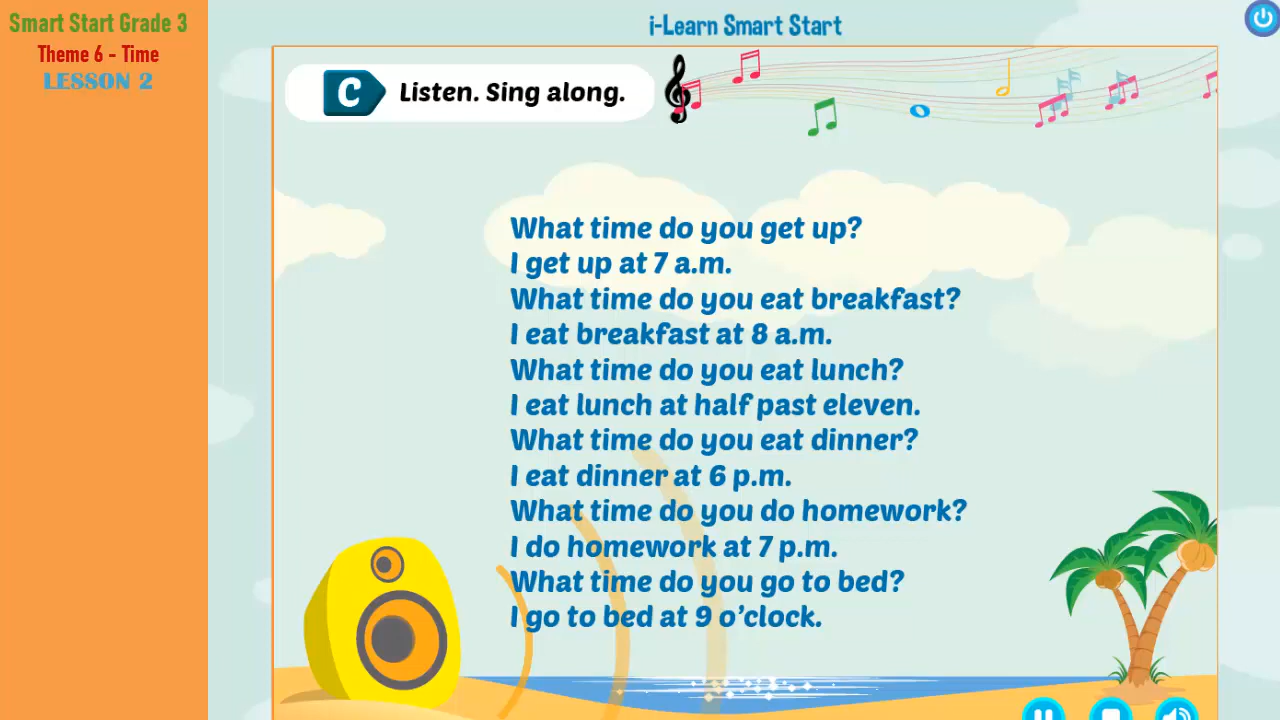 Smart Start Grade 3
Theme 6 - Time
LESSON 2
i-Learn Smart Start
C Listen. Sing along.
What time do you get up?
I get up at 7 a.m.
What time do you eat breakfast?
I eat breakfast at 8 a.m.
What time do you eat lunch?
I eat lunch at half past eleven.
What time do you eat dinner?
I eat dinner at 6 p.m.
What time do you do homework?
I do homework at 7 p.m.
What time do you go to bed?
I go to bed at 9 o’clock.